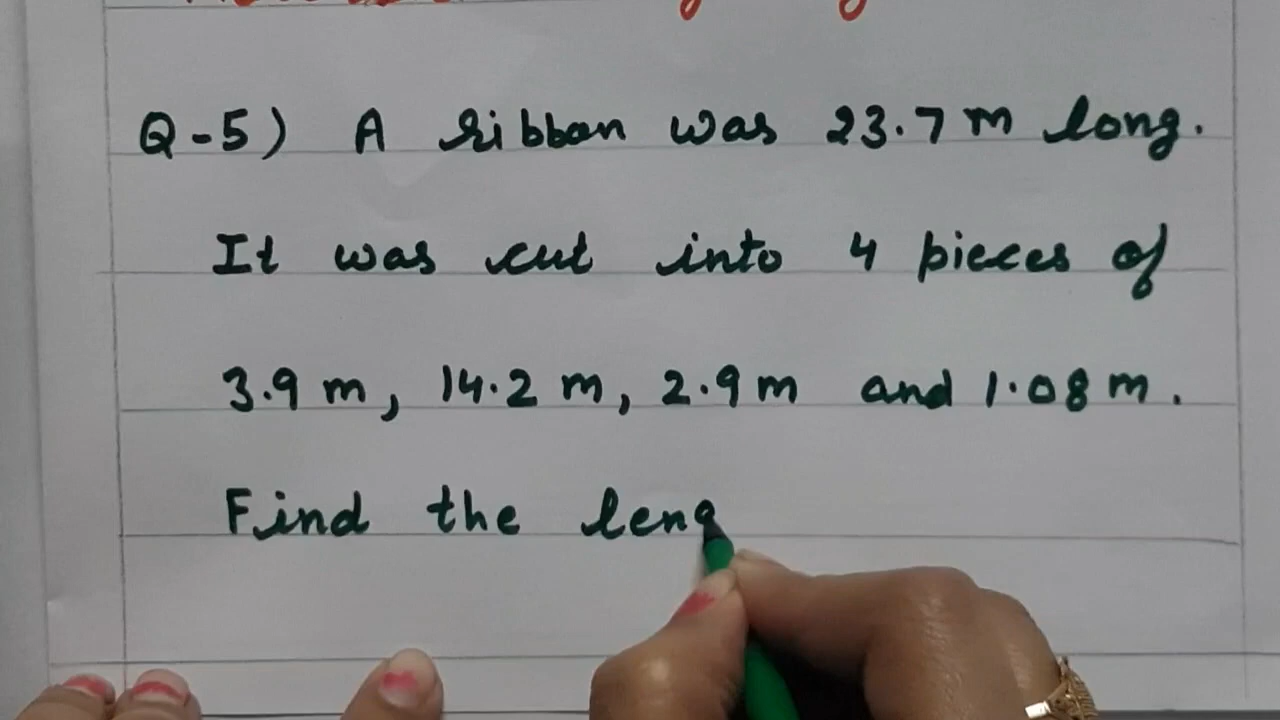 Q-5) A ribbon was 23.7 m long.
It was cut into 4 pieces of
3.9 m, 14.2 m, 2.9 m and 1.08 m.
Find the leng